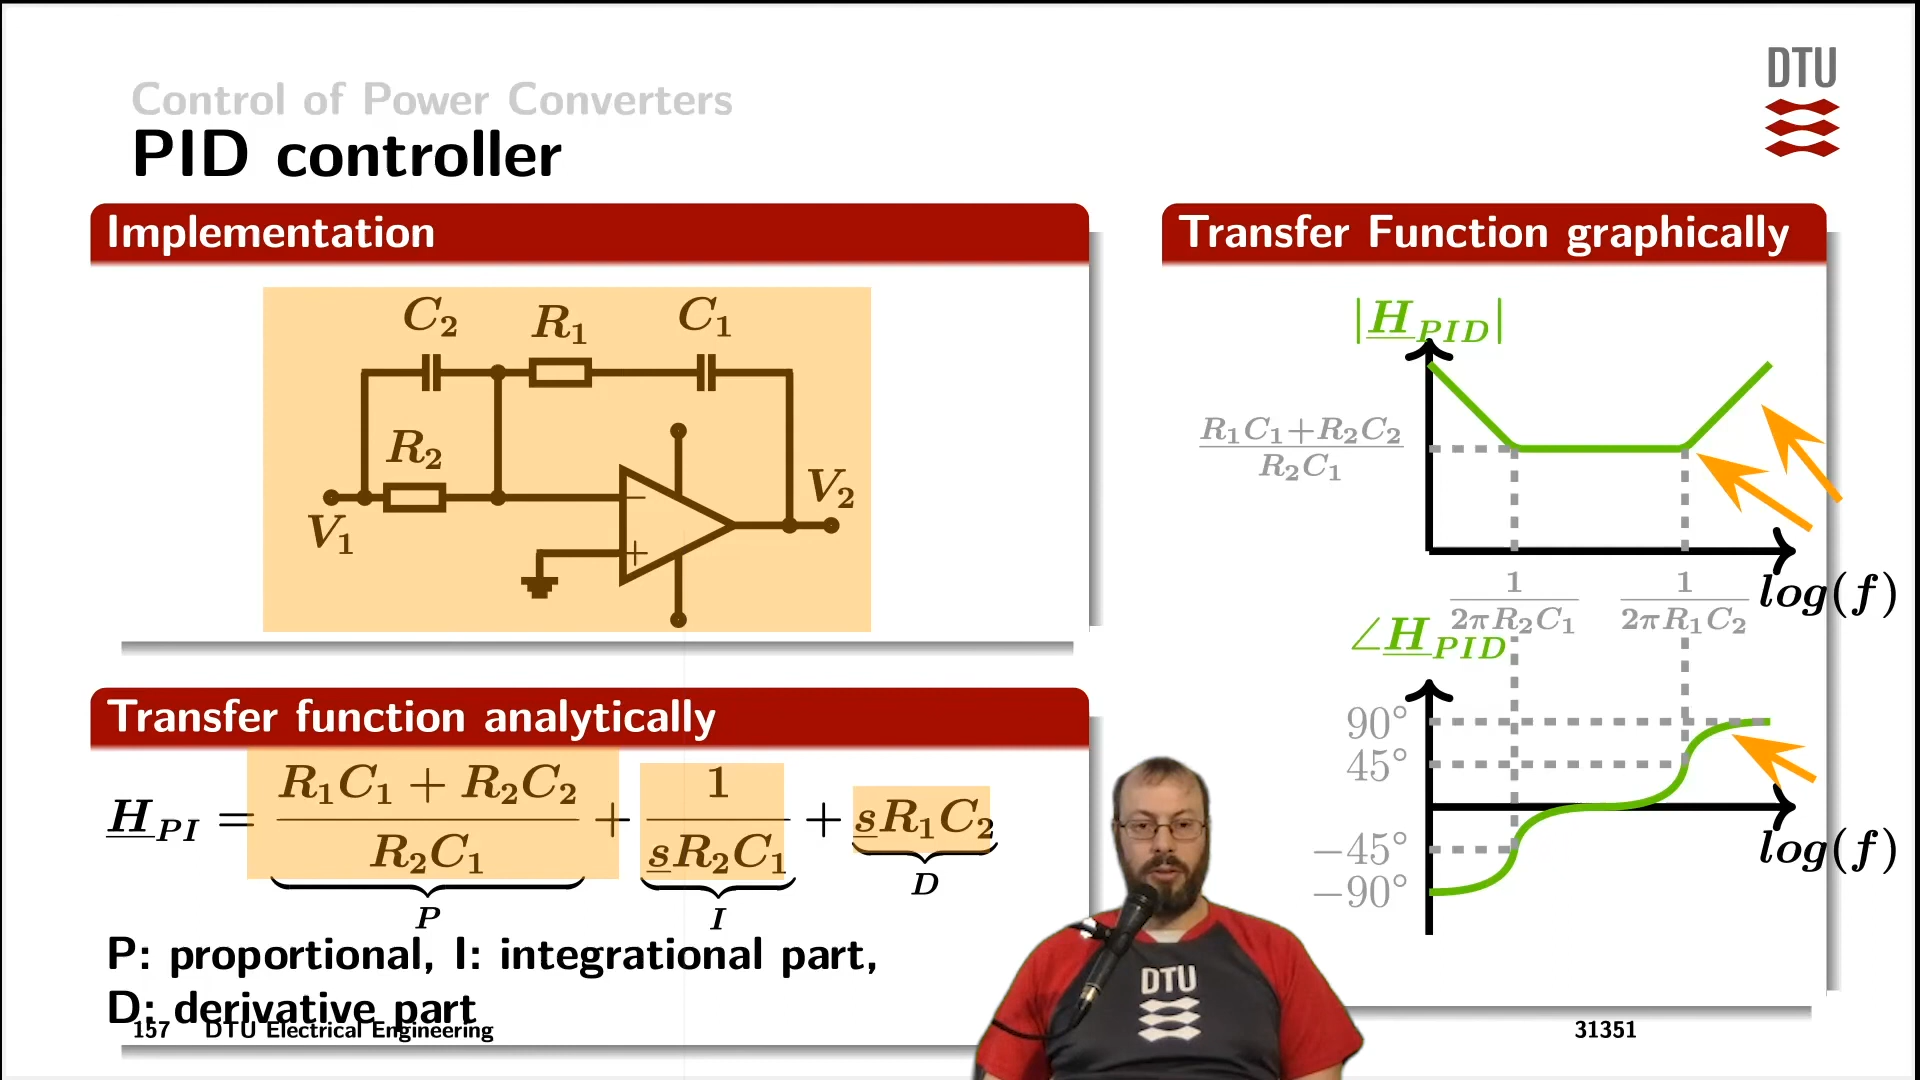 Control of Power Converters
PID controller
DTU
Implementation
C₂ R₁ C₁
R₂
V₁
V₂
−
+
Transfer function analytically
H_PI = (R₁C₁ + R₂C₂)/(R₂C₁) + 1/(sR₂C₁) + sR₁C₂
P I D
P: proportional, I: integrational part,
D: derivative part
Transfer Function graphically
|H_PID|
(R₁C₁+R₂C₂)/(R₂C₁)
1/(2πR₂C₁) 1/(2πR₁C₂) log(f)
∠H_PID
90°
45°
−45°
−90°
log(f)
DTU
157 DTU Electrical Engineering 31351